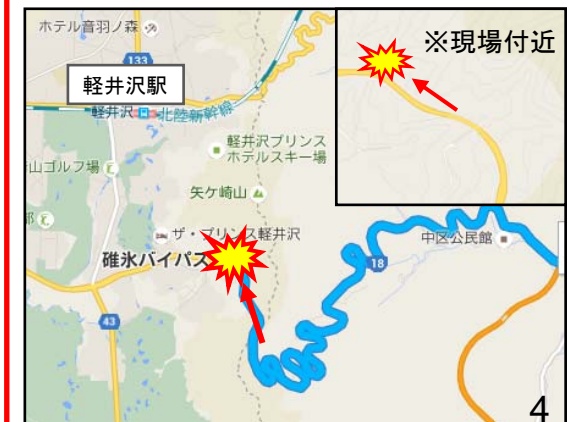 ホテル音羽ノ森
133
軽井沢駅
軽井沢
北陸新幹線
※現場付近
軽井沢プリンス
ホテルスキー場
山ゴルフ場
矢ケ崎山
部
ザ・プリンス軽井沢
碓氷バイパス
中区公民館
18
43
4